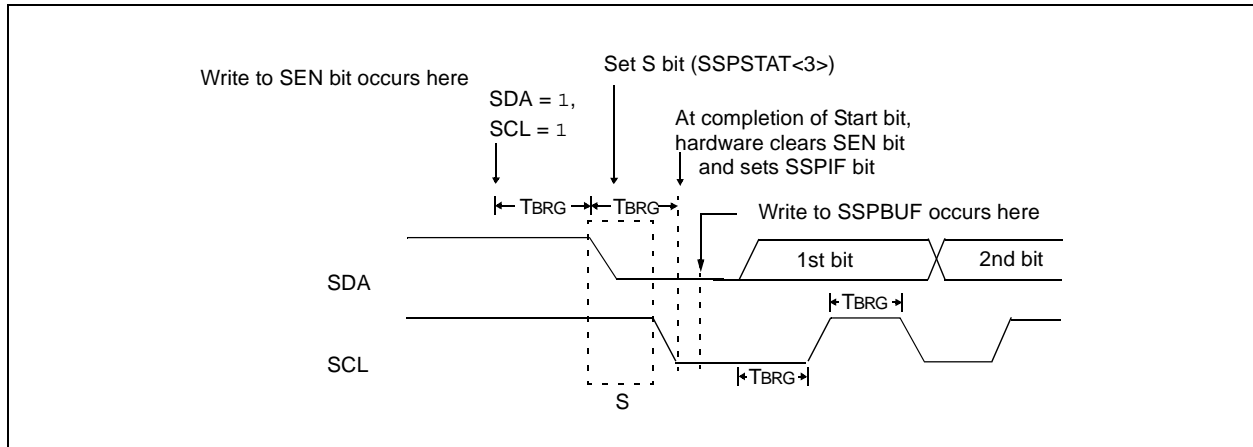 Write to SEN bit occurs here
Set S bit (SSPSTAT<3>)
SDA = 1,
SCL = 1
At completion of Start bit,
hardware clears SEN bit
and sets SSPIF bit
TBRG
TBRG
Write to SSPBUF occurs here
SDA
1st bit
2nd bit
TBRG
SCL
TBRG
S